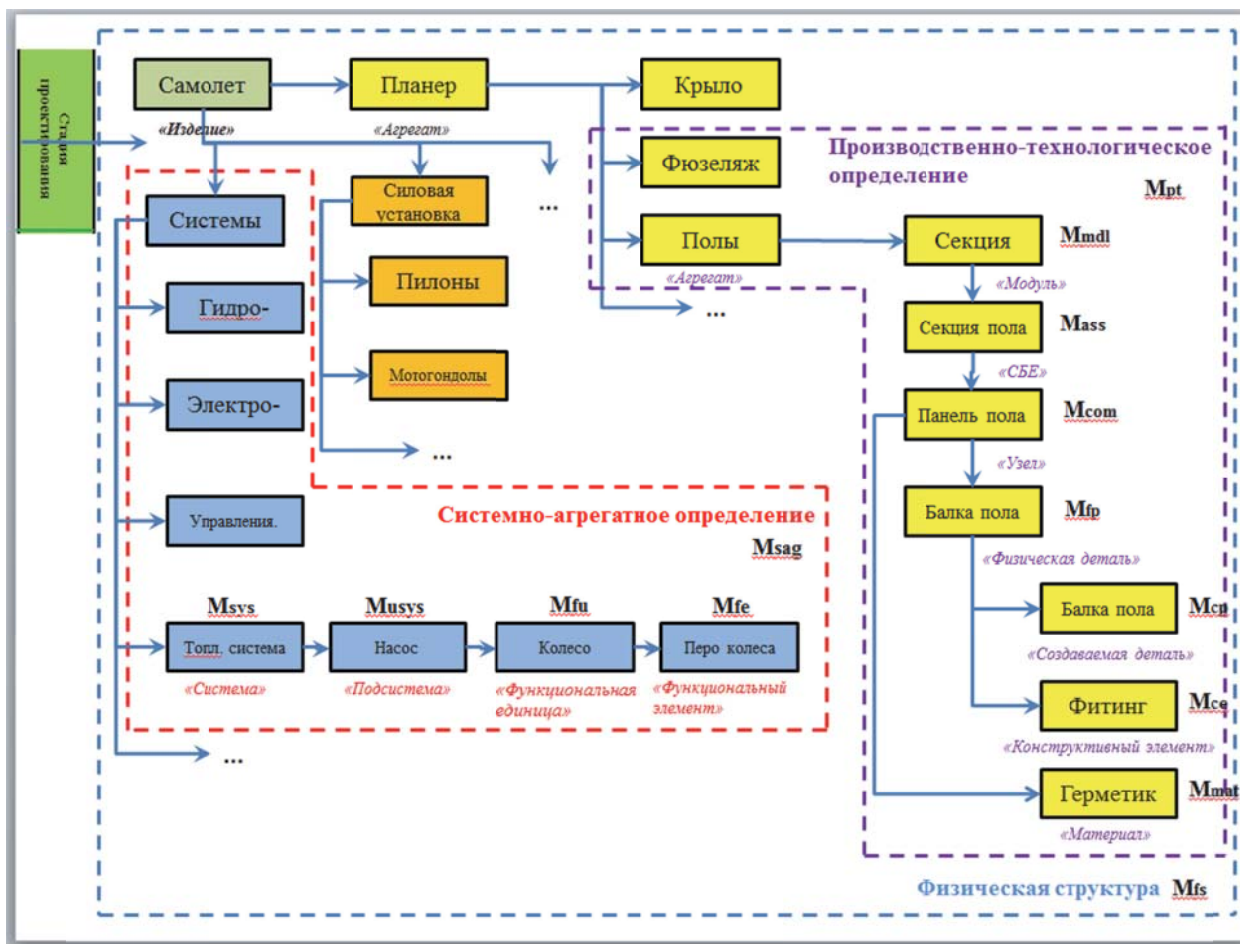 Стадия
проектирования
Самолет
«Изделие»
Планер
«Агрегат»
Крыло
Фюзеляж
Полы
«Агрегат»
...
Производственно-технологическое
определение
Mpt
Системы
Гидро-
Электро-
Управления.
Силовая
установка
...
Пилоны
Мотогондолы
...
Секция
Mmdl
«Модуль»
Секция пола
Mass
«СБЕ»
Панель пола
Mcom
«Узел»
Балка пола
Mfp
«Физическая деталь»
Балка пола
Mcp
«Создаваемая деталь»
Фитинг
Mce
«Конструктивный элемент»
Герметик
Mmat
«Материал»
Системно-агрегатное определение
Msag
Msys
Musys
Mfu
Mfe
Топл. система
Насос
Колесо
Перо колеса
«Система»
«Подсистема»
«Функциональная
единица»
«Функциональный
элемент»
...
Физическая структура Mfs